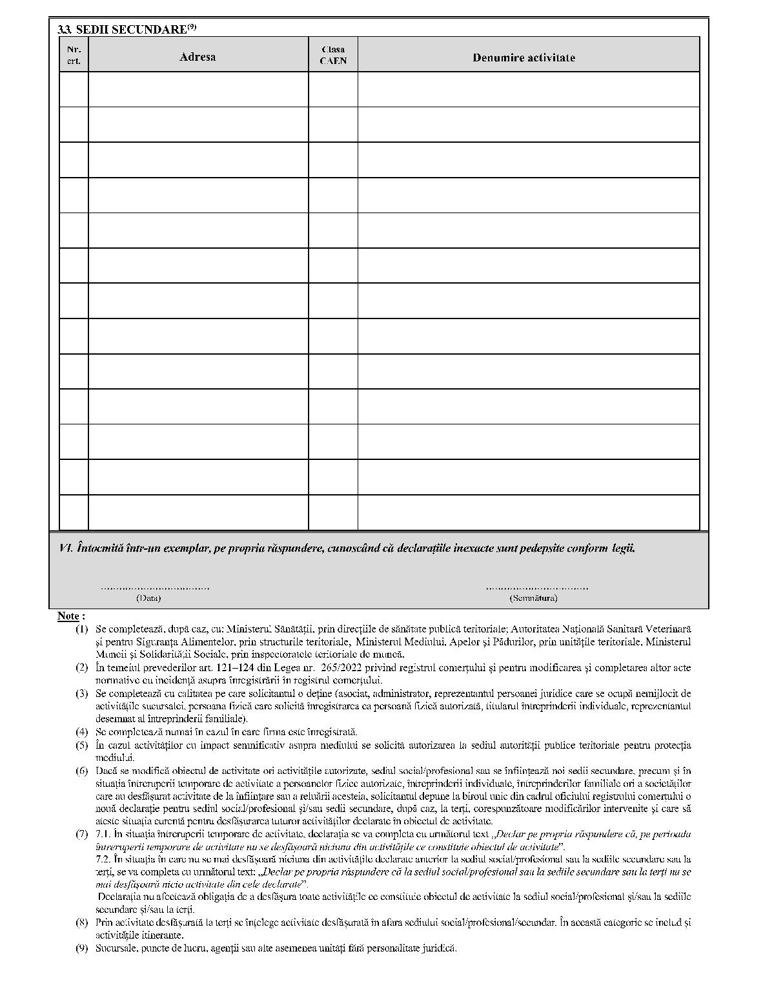 3.3. SEDII SECUNDARE(9)
Nr. crt.
Adresa
Clasa CAEN
Denumire activitate
VI. Întocmită într-un exemplar, pe propria răspundere, cunoscând că declarațiile inexacte sunt pedepsite conform legii.
.................................. ..................................
(Data) (Semnătura)
Note :
(1) Se completează, după caz, cu: Ministerul Sănătății, prin direcțiile de sănătate publică teritoriale; Autoritatea Națională Sanitară Veterinară
și pentru Siguranța Alimentelor, prin structurile teritoriale, Ministerul Mediului, Apelor și Pădurilor, prin unitățile teritoriale, Ministerul
Muncii și Solidarității Sociale, prin inspectoratele teritoriale de muncă.
(2) În temeiul prevederilor art. 121–124 din Legea nr. 265/2022 privind registrul comerțului și pentru modificarea și completarea altor acte
normative cu incidență asupra înregistrării în registrul comerțului.
(3) Se completează cu calitatea pe care solicitantul o deține (asociat, administrator, reprezentantul persoanei juridice care se ocupă nemijlocit de
activitățile sucursalei, persoana fizică care solicită înregistrarea ca persoană fizică autorizată, titularul întreprinderii individuale, reprezentantul
desemnat al întreprinderii familiale).
(4) Se completează numai în cazul în care firma este înregistrată.
(5) În cazul activităților cu impact semnificativ asupra mediului se solicită autorizarea la sediul autorității publice teritoriale pentru protecția
mediului.
(6) Dacă se modifică obiectul de activitate ori activitățile autorizate, sediul social/profesional sau se înființează noi sedii secundare, precum și în
situația întreruperii temporare de activitate a persoanelor fizice autorizate, întreprinderii individuale, întreprinderilor familiale ori a societăților
care au desfășurat activitate de la înființare sau a reluării acesteia, solicitantul depune la biroul unic din cadrul oficiului registrului comerțului o
nouă declarație pentru sediul social/profesional și/sau sedii secundare, după caz, la terți, corespunzătoare modificărilor intervenite și care să
ateste situația curentă pentru desfășurarea tuturor activităților declarate în obiectul de activitate.
(7) 7.1. În situația întreruperii temporare de activitate, declarația se va completa cu următorul text „Declar pe propria răspundere că, pe perioada
întreruperii temporare de activitate nu se desfășoară niciuna din activitățile ce constituie obiectul de activitate”.
7.2. În situația în care nu se mai desfășoară niciuna din activitățile declarate anterior la sediul social/profesional sau la sediile secundare sau la
terți, se va completa cu următorul text: „Declar pe propria răspundere că la sediul social/profesional sau la sediile secundare sau la terți nu se
mai desfășoară nicio activitate din cele declarate”.
Declarația nu afectează obligația de a desfășura toate activitățile ce constituie obiectul de activitate la sediul social/profesional și/sau la sediile
secundare și/sau la terți.
(8) Prin activitate desfășurată la terți se înțelege activitate desfășurată în afara sediului social/profesional/secundar. În această categorie se includ și
activitățile itinerante.
(9) Sucursale, puncte de lucru, agenții sau alte asemenea unități fără personalitate juridică.